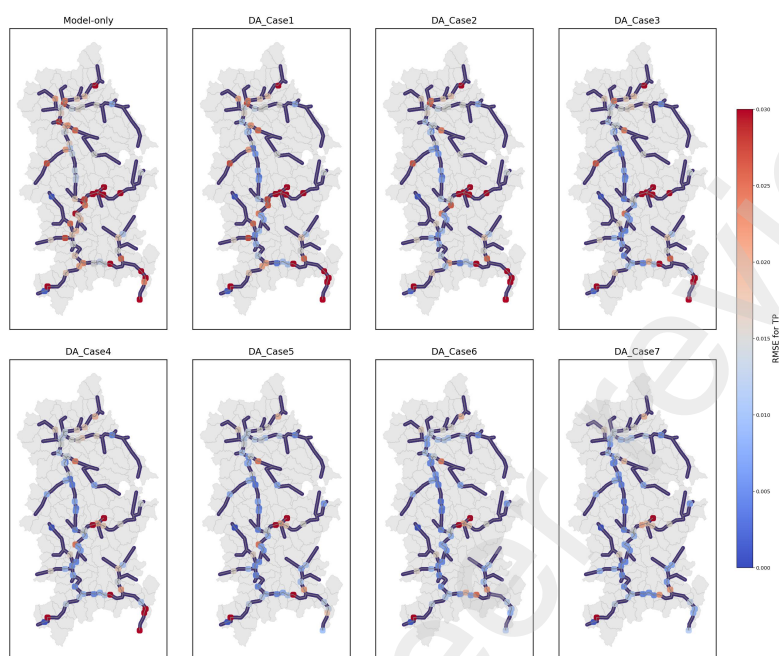 Model-only
DA_Case1
DA_Case2
DA_Case3
0.030
0.025
0.020
0.015
0.010
0.005
0.000
RMSE for TP
DA_Case4
DA_Case5
DA_Case6
DA_Case7